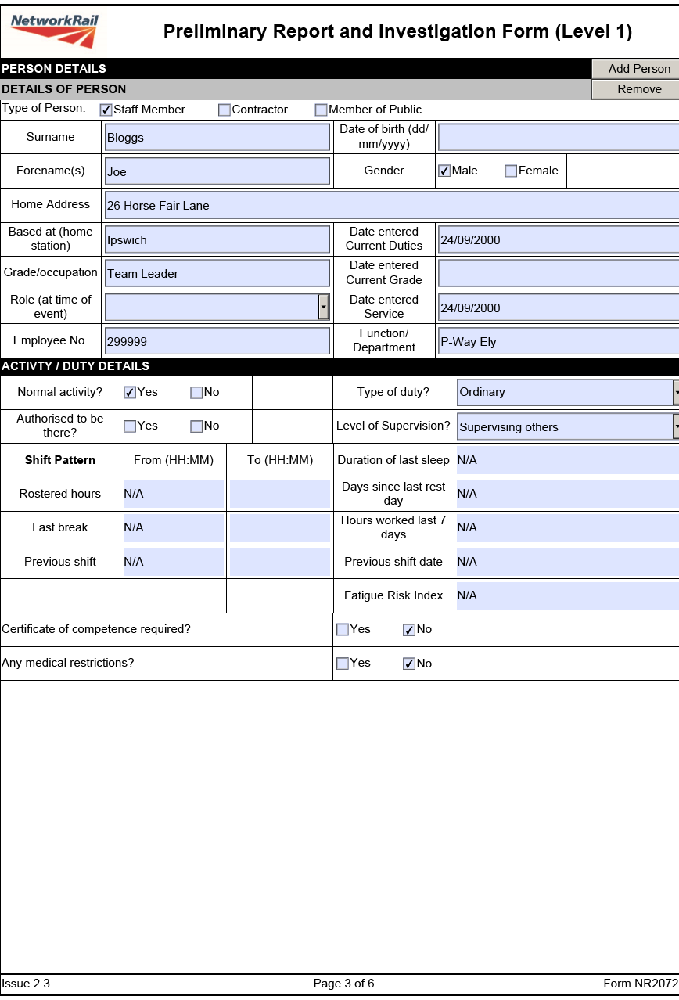 NetworkRail
Preliminary Report and Investigation Form (Level 1)
PERSON DETAILS Add Person
DETAILS OF PERSON Remove
Type of Person: Staff Member Contractor Member of Public
Surname Bloggs Date of birth (dd/
mm/yyyy)
Forename(s) Joe Gender Male Female
Home Address 26 Horse Fair Lane
Based at (home
station) Ipswich Date entered
Current Duties 24/09/2000
Grade/occupation Team Leader Date entered
Current Grade
Role (at time of
event) Date entered
Service 24/09/2000
Employee No. 299999 Function/
Department P-Way Ely
ACTIVTY / DUTY DETAILS
Normal activity? Yes No Type of duty? Ordinary
Authorised to be
there? Yes No Level of Supervision? Supervising others
Shift Pattern From (HH:MM) To (HH:MM) Duration of last sleep N/A
Rostered hours N/A Days since last rest
day N/A
Last break N/A Hours worked last 7
days N/A
Previous shift N/A Previous shift date N/A
Fatigue Risk Index N/A
Certificate of competence required? Yes No
Any medical restrictions? Yes No
Issue 2.3 Page 3 of 6 Form NR2072